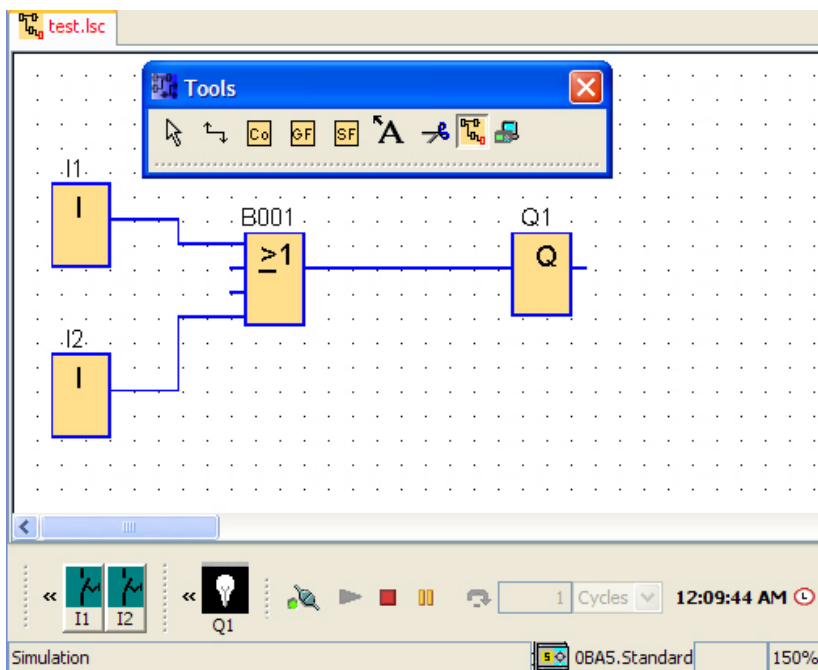 test.lsc
Tools
Co GF SF A
I1
I
B001
≥1
Q1
Q
I2
I
I1 I2
Q1
1 Cycles 12:09:44 AM
Simulation
S 0BA5.Standard 150%